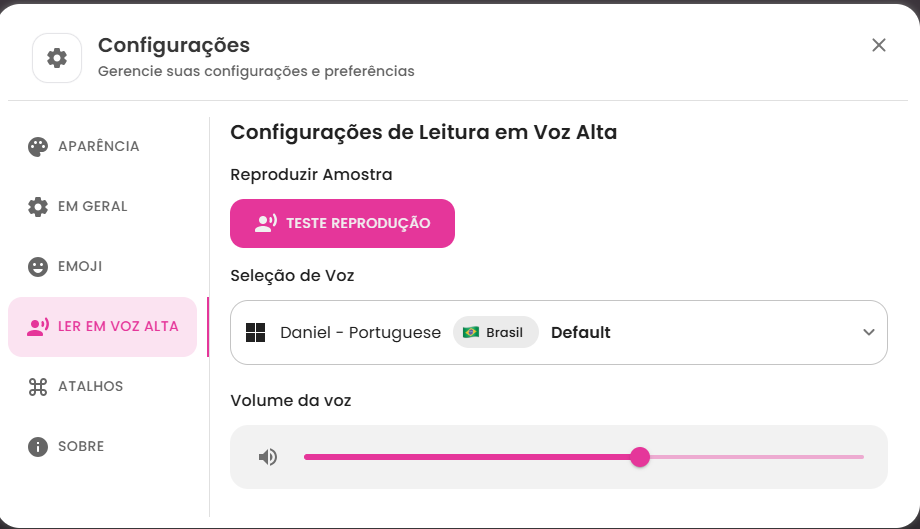 Configurações
Gerencie suas configurações e preferências
APARÊNCIA
EM GERAL
EMOJI
LER EM VOZ ALTA
ATALHOS
SOBRE
Configurações de Leitura em Voz Alta
Reproduzir Amostra
TESTE REPRODUÇÃO
Seleção de Voz
Daniel - Portuguese Brasil Default
Volume da voz